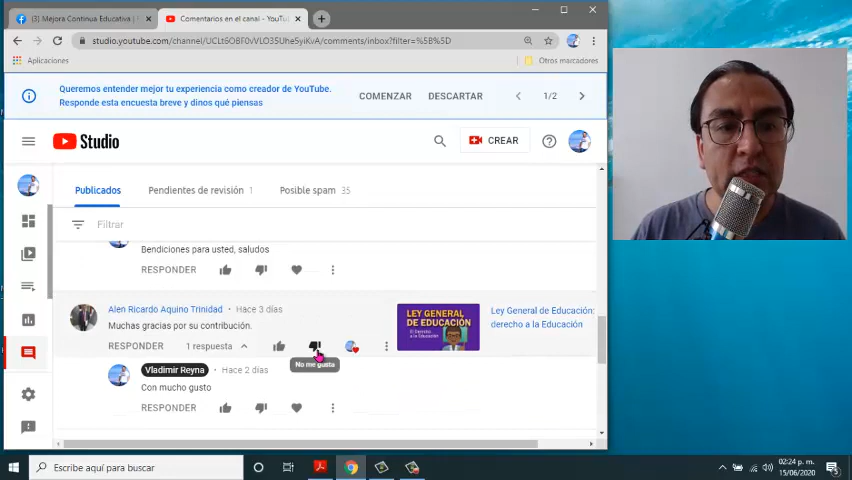 (3) Mejora Continua Educativa |
Comentarios en el canal - YouTu
studio.youtube.com/channel/UCLt6OBF0vVLO35Uhe5yiKvA/comments/inbox?filter=%5B%5D
Aplicaciones
Otros marcadores
Queremos entender mejor tu experiencia como creador de YouTube.
Responde esta encuesta breve y dinos qué piensas
COMENZAR
DESCARTAR
1/2
Studio
CREAR
Publicados
Pendientes de revisión 1
Posible spam 35
Filtrar
Bendiciones para usted, saludos
RESPONDER
Alen Ricardo Aquino Trinidad • Hace 3 días
Muchas gracias por su contribución.
RESPONDER
1 respuesta
No me gusta
LEY GENERAL
DE EDUCACIÓN
El Derecho
a la Educación
Ley General de Educación:
derecho a la Educación
Vladimir Reyna • Hace 2 días
Con mucho gusto
RESPONDER
Escribe aquí para buscar
02:24 p. m.
15/06/2020